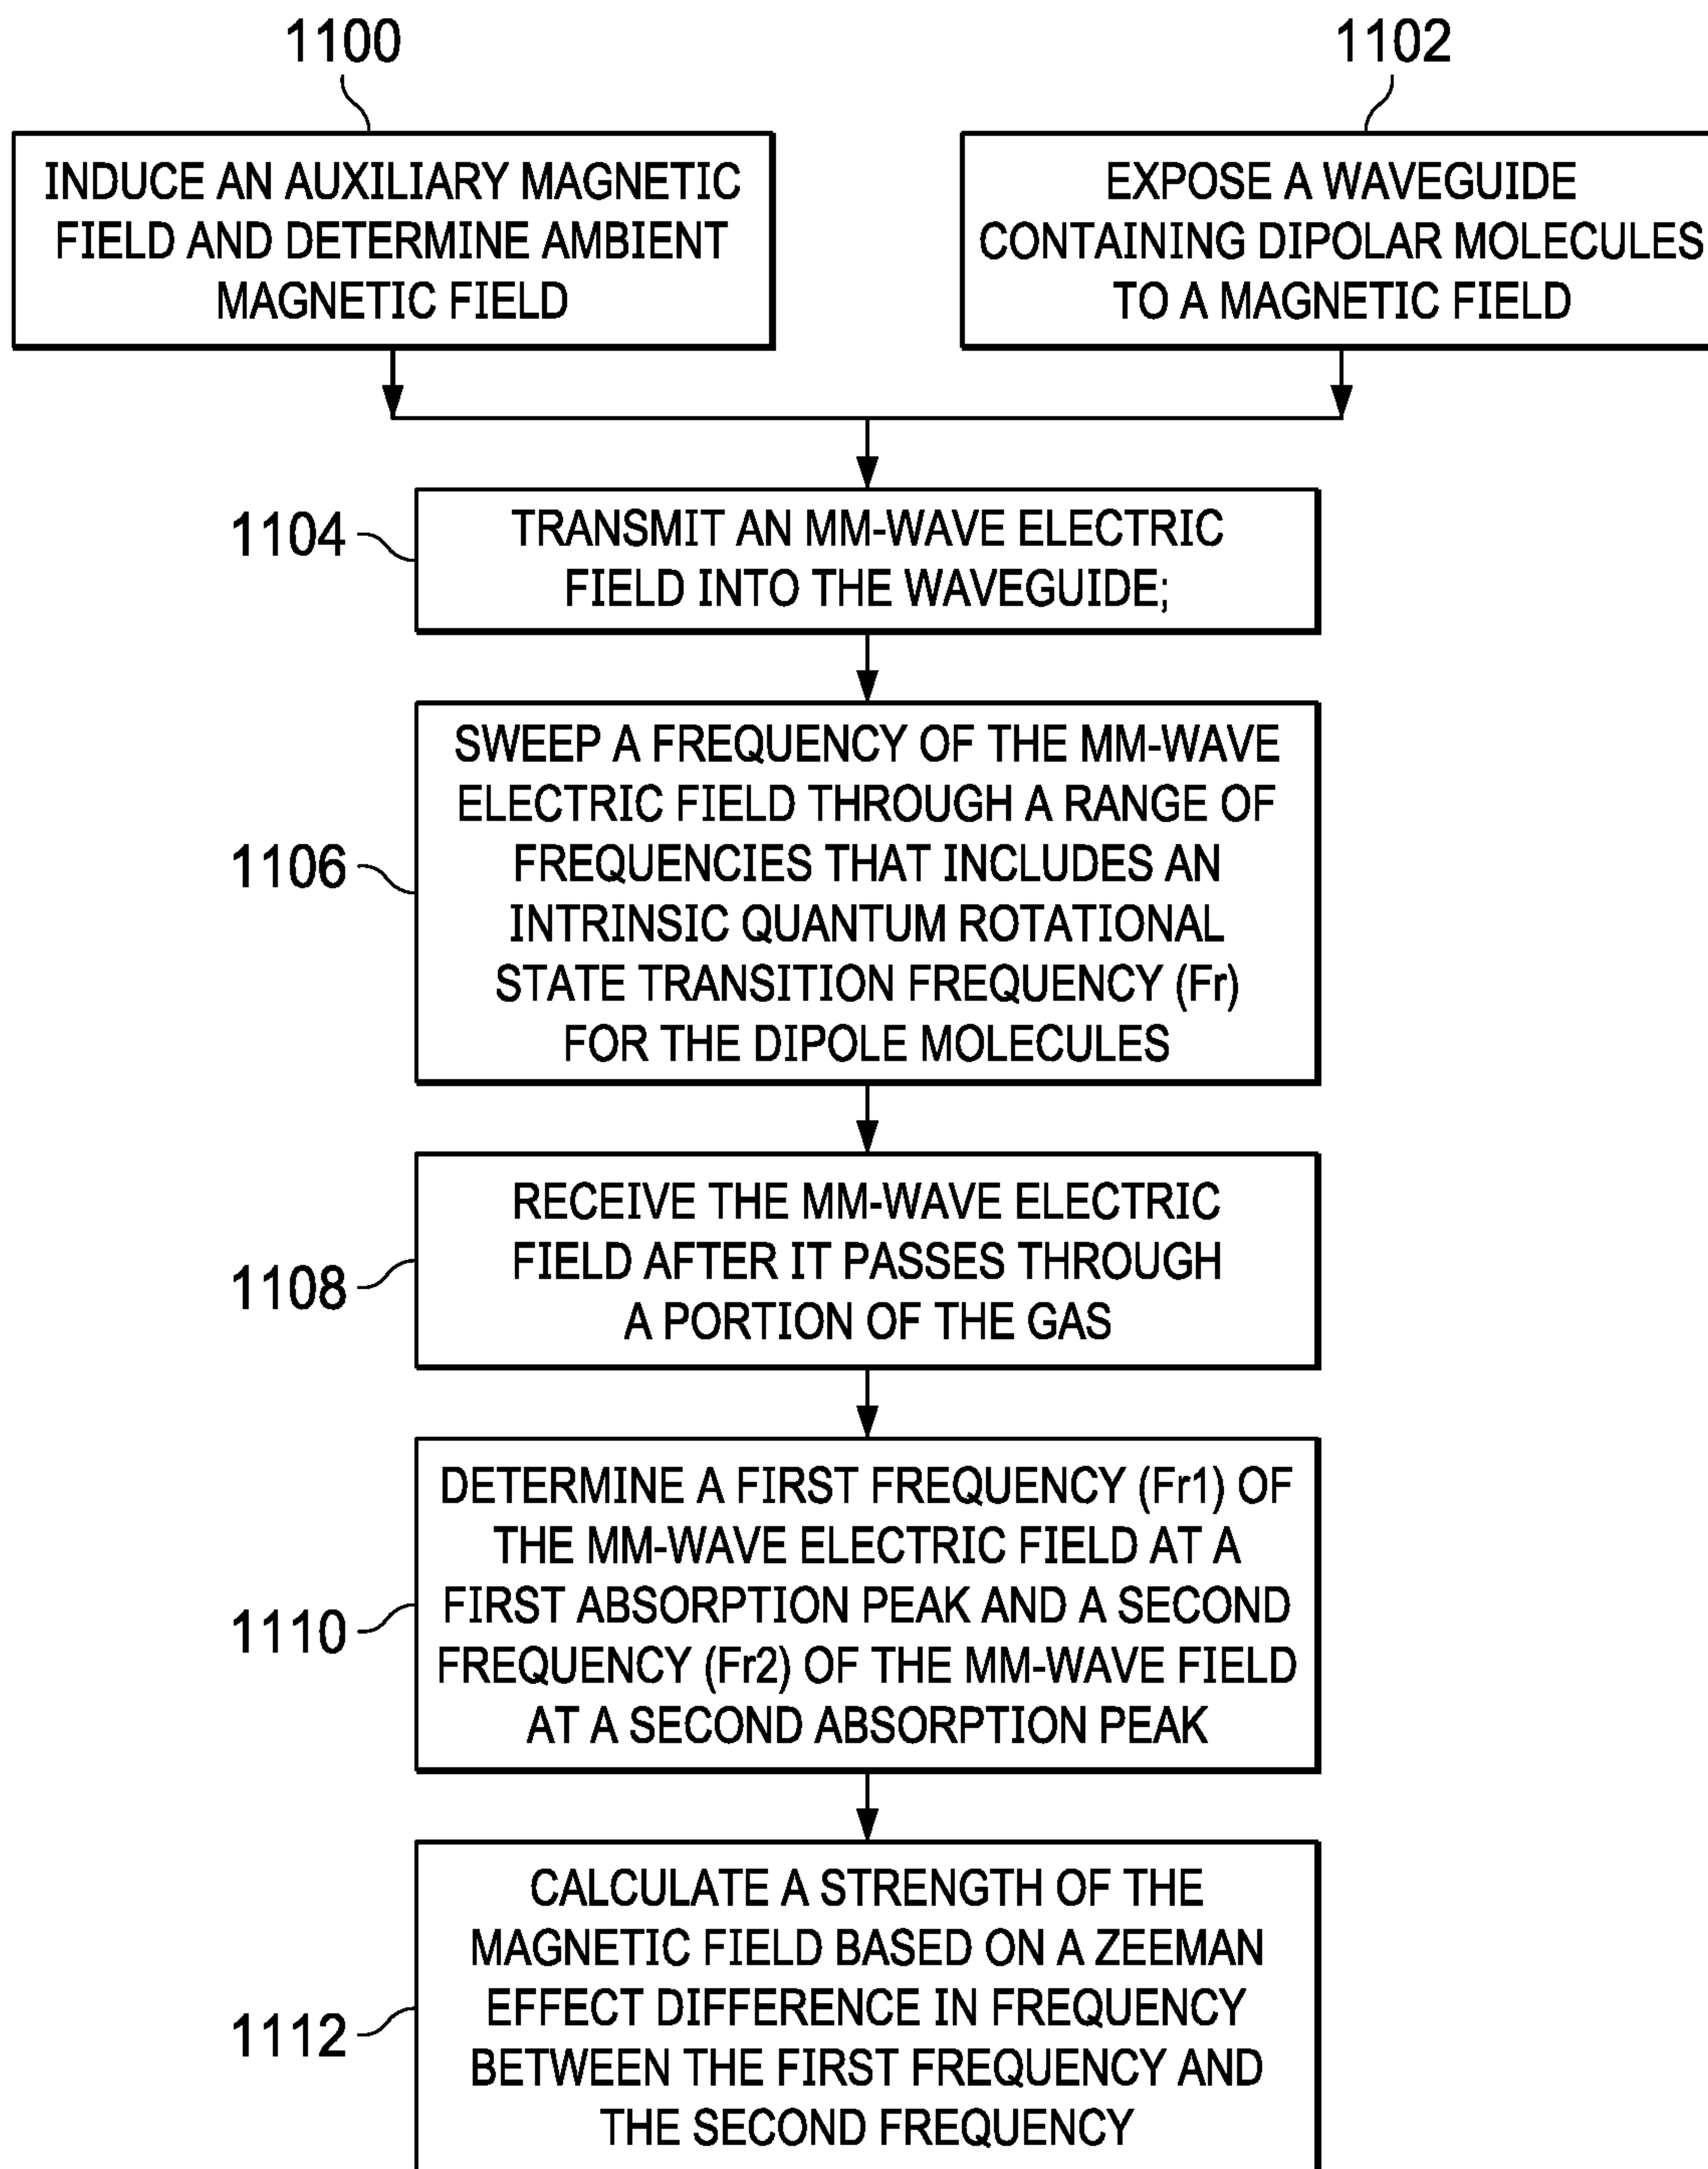 1100
INDUCE AN AUXILIARY MAGNETIC
FIELD AND DETERMINE AMBIENT
MAGNETIC FIELD
1102
EXPOSE A WAVEGUIDE
CONTAINING DIPOLAR MOLECULES
TO A MAGNETIC FIELD
1104
TRANSMIT AN MM-WAVE ELECTRIC
FIELD INTO THE WAVEGUIDE;
1106
SWEEP A FREQUENCY OF THE MM-WAVE
ELECTRIC FIELD THROUGH A RANGE OF
FREQUENCIES THAT INCLUDES AN
INTRINSIC QUANTUM ROTATIONAL
STATE TRANSITION FREQUENCY (Fr)
FOR THE DIPOLE MOLECULES
1108
RECEIVE THE MM-WAVE ELECTRIC
FIELD AFTER IT PASSES THROUGH
A PORTION OF THE GAS
1110
DETERMINE A FIRST FREQUENCY (Fr1) OF
THE MM-WAVE ELECTRIC FIELD AT A
FIRST ABSORPTION PEAK AND A SECOND
FREQUENCY (Fr2) OF THE MM-WAVE FIELD
AT A SECOND ABSORPTION PEAK
1112
CALCULATE A STRENGTH OF THE
MAGNETIC FIELD BASED ON A ZEEMAN
EFFECT DIFFERENCE IN FREQUENCY
BETWEEN THE FIRST FREQUENCY AND
THE SECOND FREQUENCY